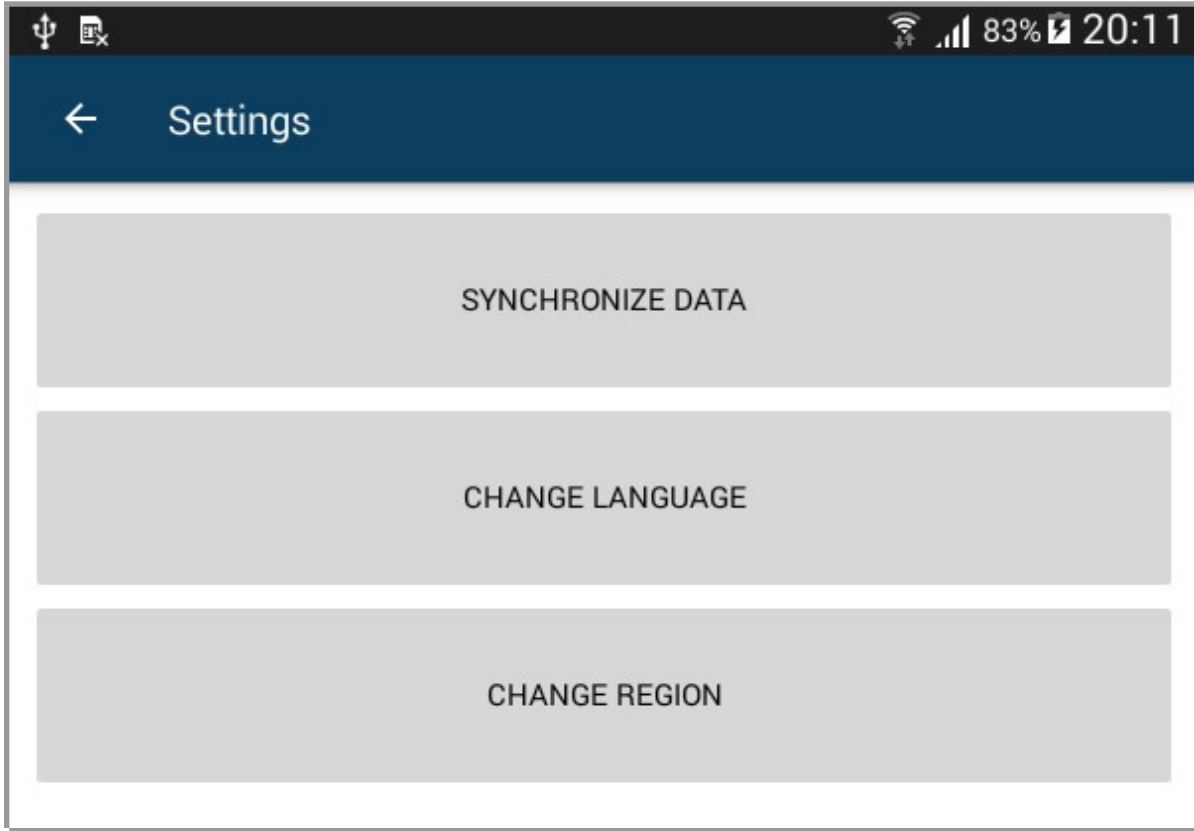 83% 20:11
Settings
SYNCHRONIZE DATA
CHANGE LANGUAGE
CHANGE REGION